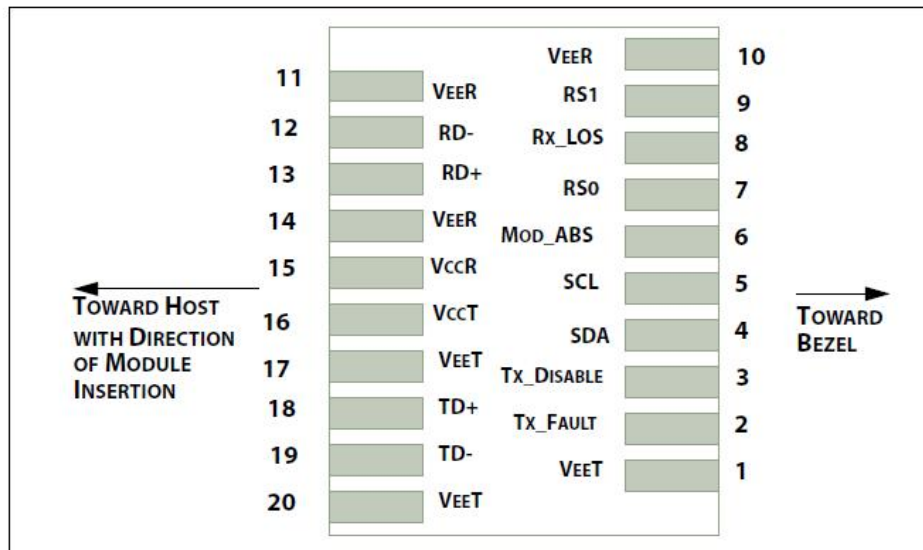 11 VEER
12 RD-
13 RD+
14 VEER
15 VCCR
16 VCCT
17 VEET
18 TD+
19 TD-
20 VEET
TOWARD HOST
WITH DIRECTION
OF MODULE
INSERTION
VEER 10
RS1 9
RX_LOS 8
RS0 7
MOD_ABS 6
SCL 5
SDA 4
TX_DISABLE 3
TX_FAULT 2
VEET 1
TOWARD
BEZEL